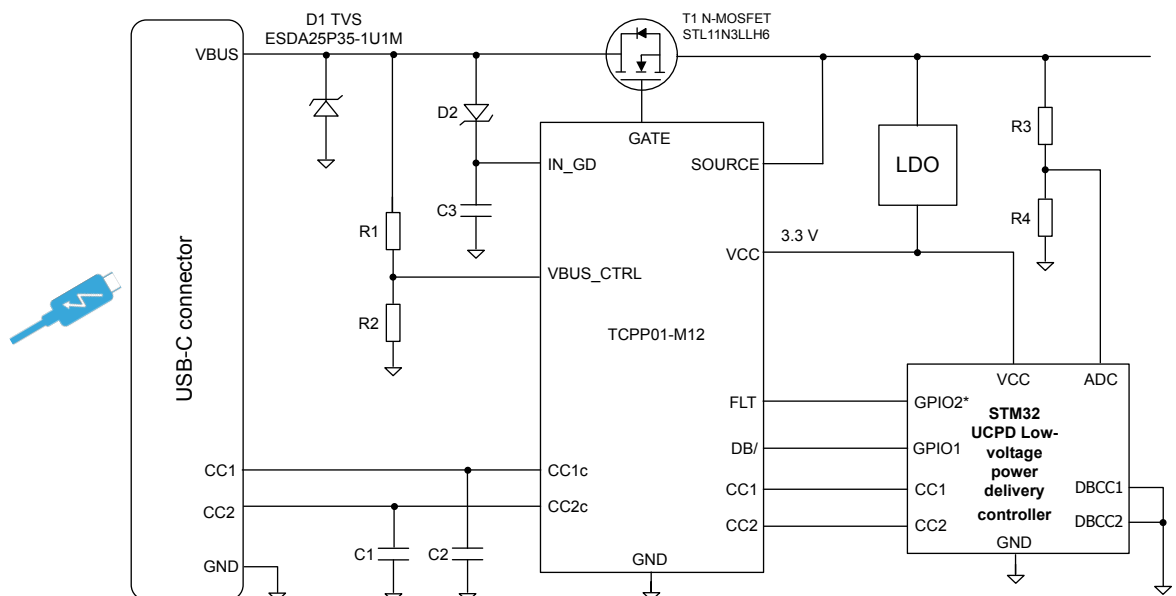 D1 TVS
ESDA25P35-1U1M
T1 N-MOSFET
STL11N3LLH6
VBUS
D2
GATE
IN_GD
SOURCE
LDO
R3
R4
C3
R1
VCC
3.3 V
VBUS_CTRL
R2
TCPP01-M12
USB-C connector
VCC
ADC
FLT
GPIO2*
STM32
UCPD Low-
voltage
power
delivery
controller
DB/
GPIO1
CC1
CC1c
CC1
CC1
DBCC1
CC2
CC2c
CC2
CC2
DBCC2
C1
C2
GND
GND
GND